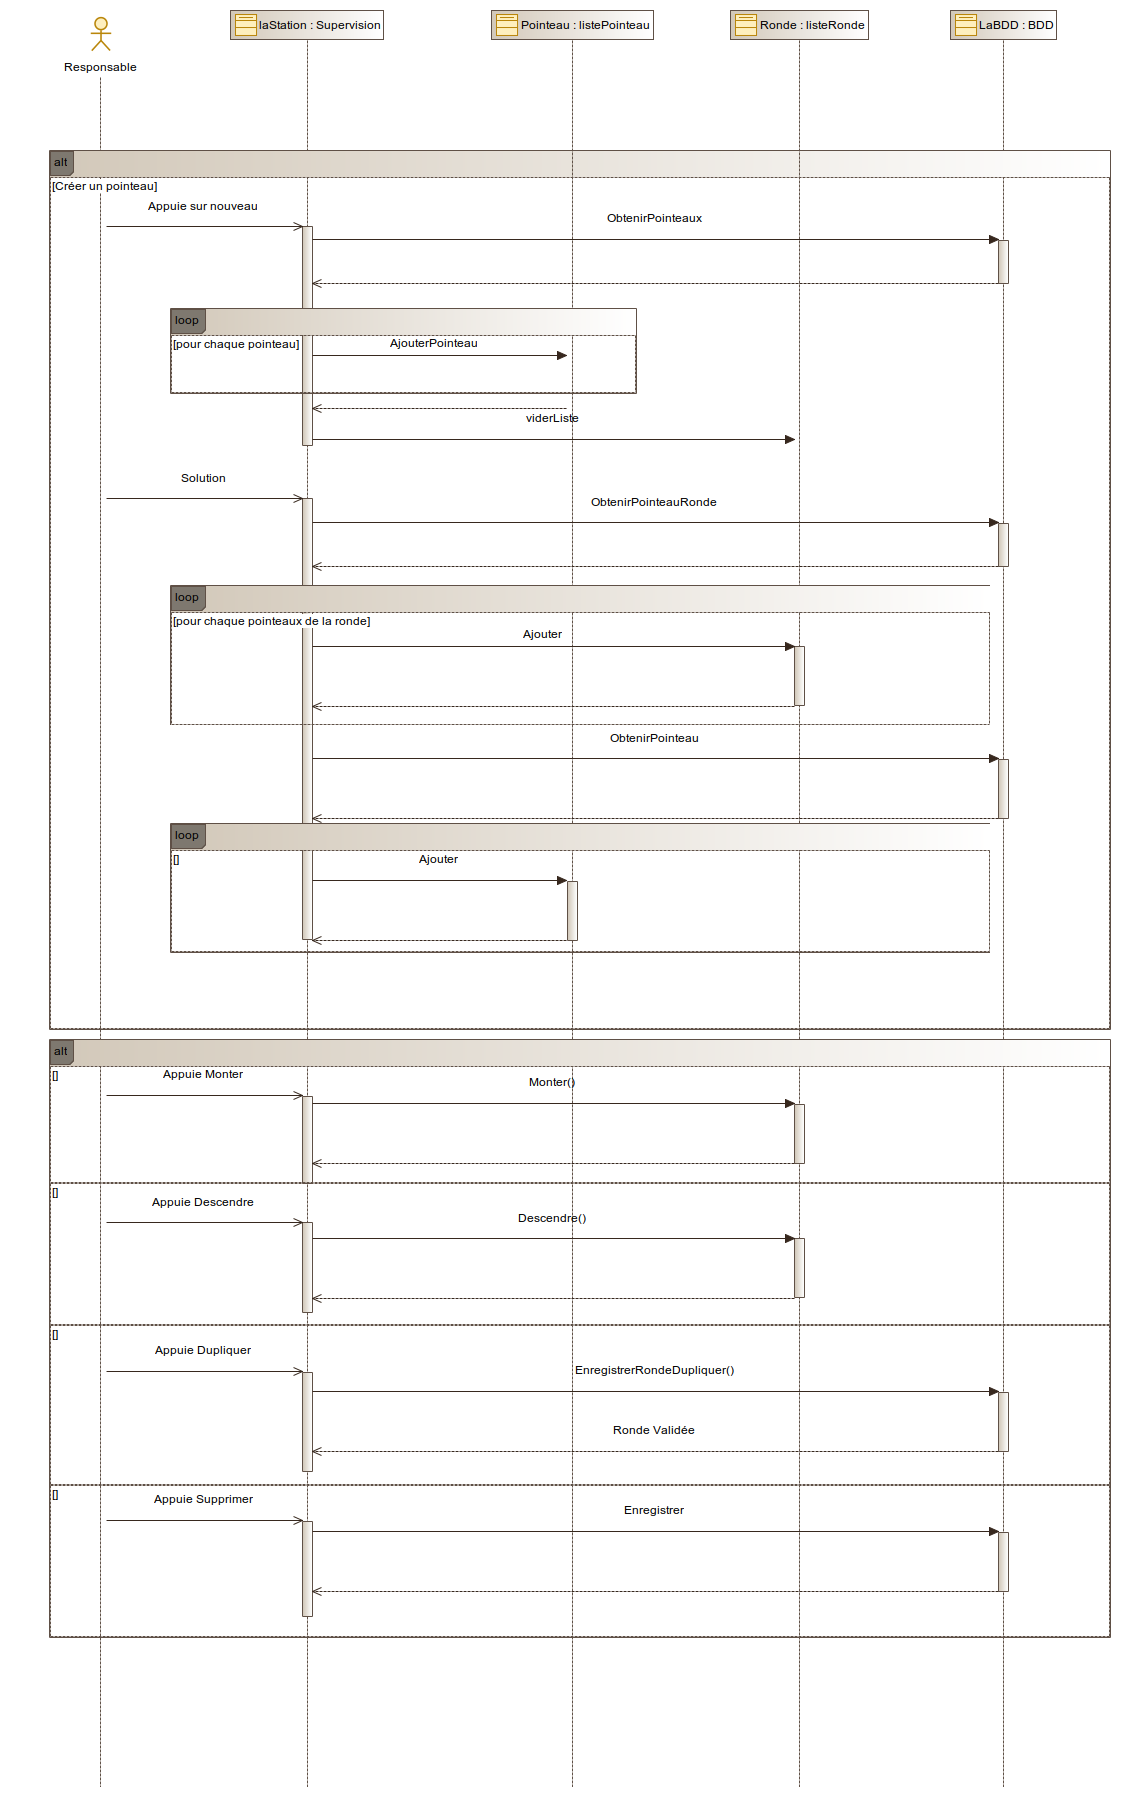 Responsable
laStation : Supervision
Pointeau : listePointeau
Ronde : listeRonde
LaBDD : BDD
alt
[Créer un pointeau]
Appuie sur nouveau
ObtenirPointeaux
loop
[pour chaque pointeau]
AjouterPointeau
viderListe
Solution
ObtenirPointeauRonde
loop
[pour chaque pointeaux de la ronde]
Ajouter
ObtenirPointeau
loop
[]
Ajouter
alt
[]
Appuie Monter
Monter()
[]
Appuie Descendre
Descendre()
[]
Appuie Dupliquer
EnregistrerRondeDupliquer()
Ronde Validée
[]
Appuie Supprimer
Enregistrer